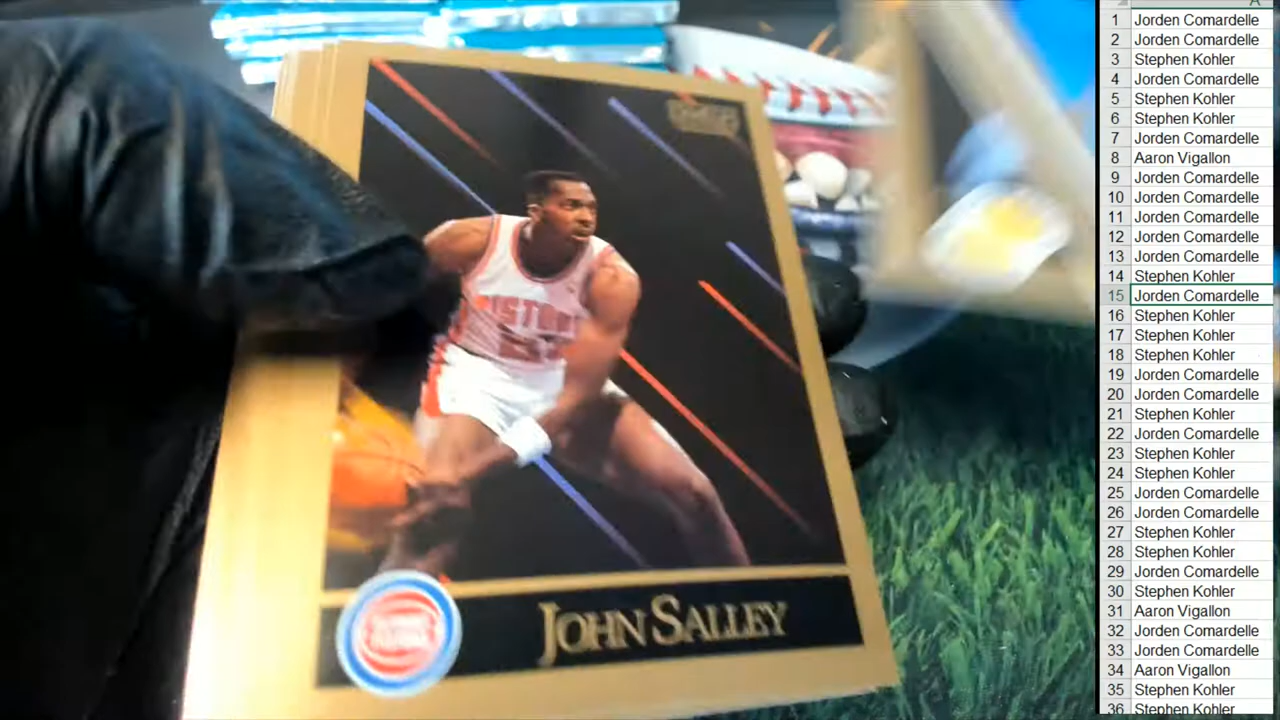 A
1 Jorden Comardelle
2 Jorden Comardelle
3 Stephen Kohler
4 Jorden Comardelle
5 Stephen Kohler
6 Stephen Kohler
7 Jorden Comardelle
8 Aaron Vigallon
9 Jorden Comardelle
10 Jorden Comardelle
11 Jorden Comardelle
12 Jorden Comardelle
13 Jorden Comardelle
14 Stephen Kohler
15 Jorden Comardelle
16 Stephen Kohler
17 Stephen Kohler
18 Stephen Kohler
19 Jorden Comardelle
20 Jorden Comardelle
21 Stephen Kohler
22 Jorden Comardelle
23 Stephen Kohler
24 Stephen Kohler
25 Jorden Comardelle
26 Jorden Comardelle
27 Stephen Kohler
28 Stephen Kohler
29 Jorden Comardelle
30 Stephen Kohler
31 Aaron Vigallon
32 Jorden Comardelle
33 Jorden Comardelle
34 Aaron Vigallon
35 Stephen Kohler
36 Stephen Kohler
JOHN SALLEY